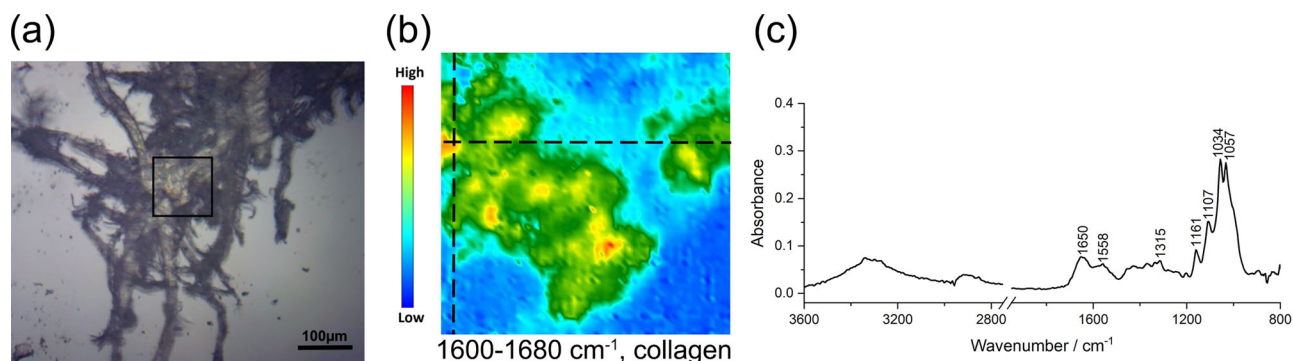 (a)
100µm
(b)
High
Low
1600-1680 cm⁻¹, collagen
(c)
Absorbance
0.4
0.3
0.2
0.1
0.0
1650
1558
1315
1161
1107
1034
1057
3600
3200
2800
1600
1200
800
Wavenumber / cm⁻¹